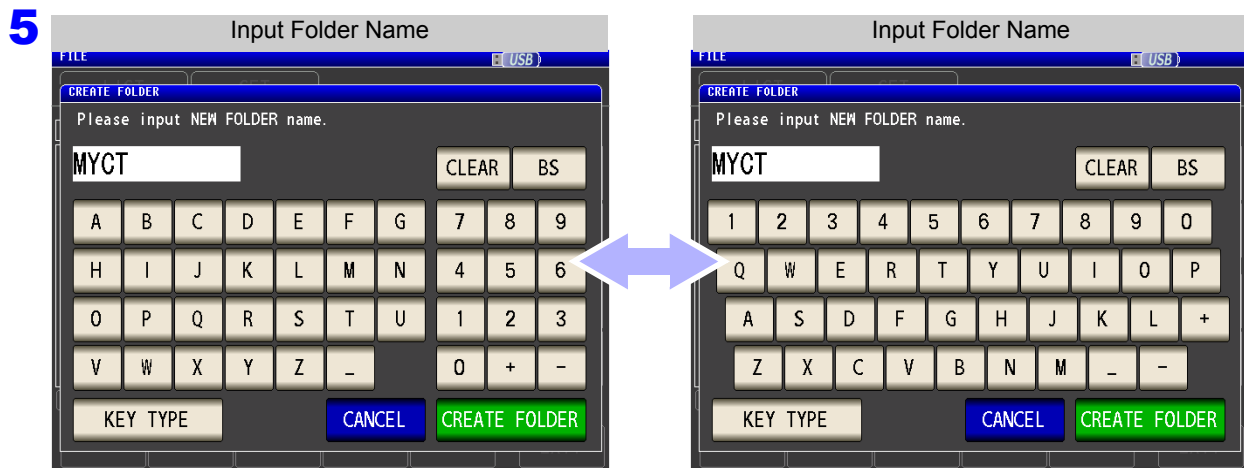 5
Input Folder Name
FILE USB
CREATE FOLDER
Please input NEW FOLDER name.
MYCT
CLEAR BS
A B C D E F G 7 8 9
H I J K L M N 4 5 6
O P Q R S T U 1 2 3
V W X Y Z _ 0 + -
KEY TYPE CANCEL CREATE FOLDER
Input Folder Name
FILE USB
CREATE FOLDER
Please input NEW FOLDER name.
MYCT
CLEAR BS
1 2 3 4 5 6 7 8 9 0
Q W E R T Y U I O P
A S D F G H J K L +
Z X C V B N M _ -
KEY TYPE CANCEL CREATE FOLDER